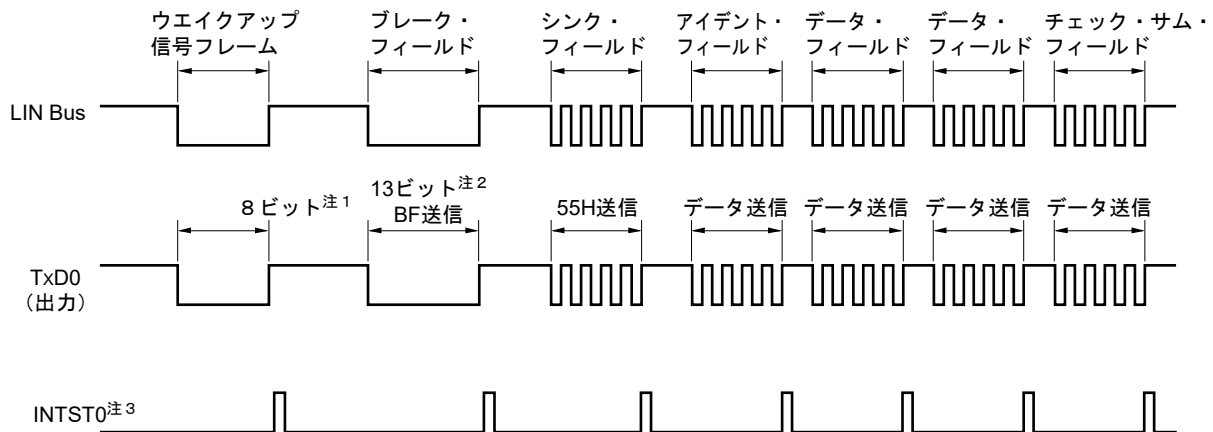 ウエイクアップ
信号フレーム
ブレーク・
フィールド
シンク・
フィールド
アイデント・
フィールド
データ・
フィールド
データ・
フィールド
チェック・サム・
フィールド
LIN Bus
8ビット注1
13ビット注2
BF送信
55H送信
データ送信
データ送信
データ送信
データ送信
TxD0
(出力)
INTST0注3